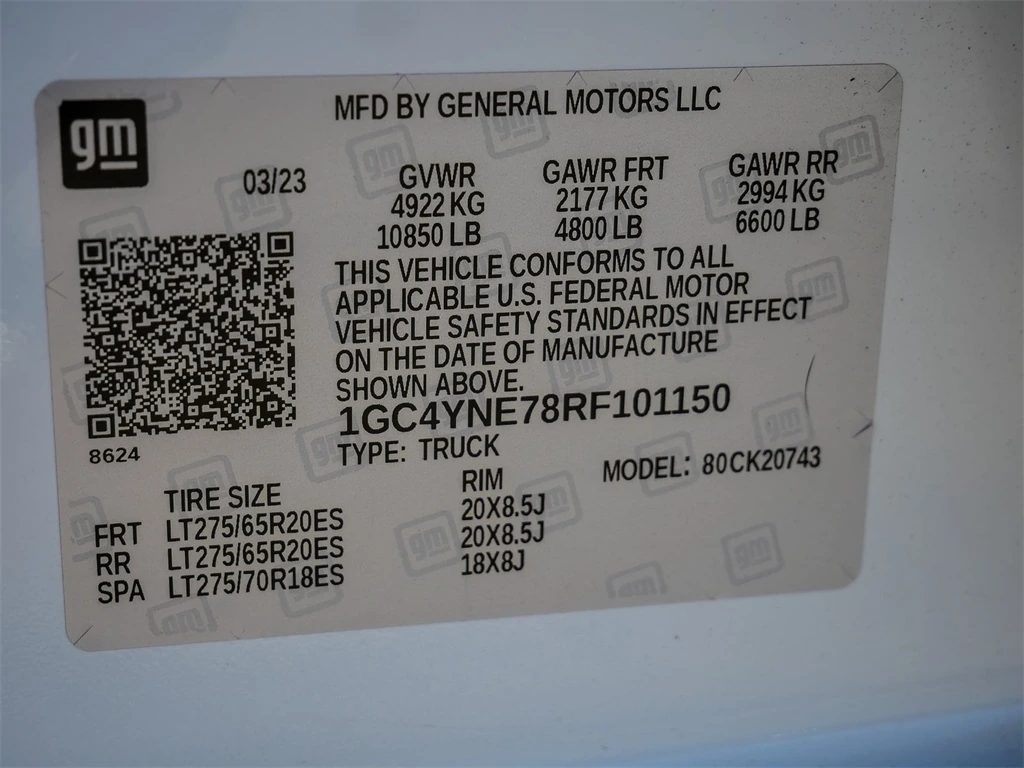 gm
MFD BY GENERAL MOTORS LLC
03/23 GVWR GAWR FRT GAWR RR
4922 KG 2177 KG 2994 KG
10850 LB 4800 LB 6600 LB
THIS VEHICLE CONFORMS TO ALL
APPLICABLE U.S. FEDERAL MOTOR
VEHICLE SAFETY STANDARDS IN EFFECT
ON THE DATE OF MANUFACTURE
SHOWN ABOVE.
1GC4YNE78RF101150
8624
TYPE: TRUCK MODEL: 80CK20743
TIRE SIZE RIM
FRT LT275/65R20ES 20X8.5J
RR LT275/65R20ES 20X8.5J
SPA LT275/70R18ES 18X8J